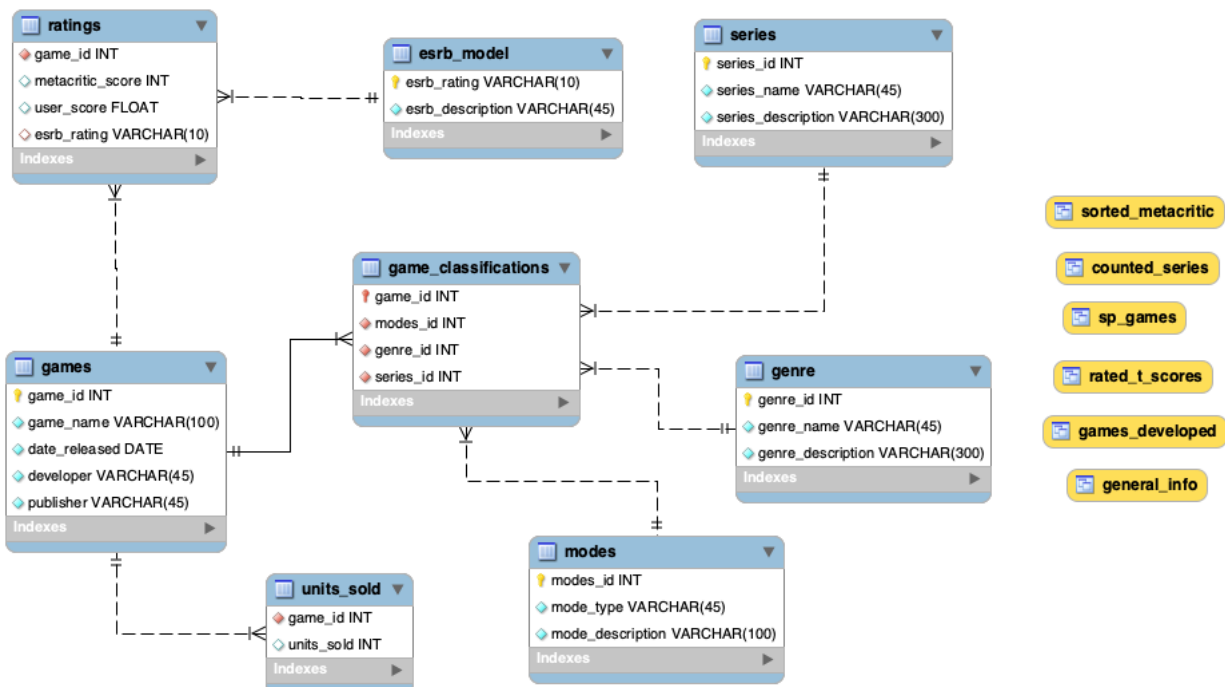 ratings
game_id INT
metacritic_score INT
user_score FLOAT
esrb_rating VARCHAR(10)
Indexes
esrb_model
esrb_rating VARCHAR(10)
esrb_description VARCHAR(45)
Indexes
series
series_id INT
series_name VARCHAR(45)
series_description VARCHAR(300)
Indexes
game_classifications
game_id INT
modes_id INT
genre_id INT
series_id INT
Indexes
games
game_id INT
game_name VARCHAR(100)
date_released DATE
developer VARCHAR(45)
publisher VARCHAR(45)
Indexes
genre
genre_id INT
genre_name VARCHAR(45)
genre_description VARCHAR(300)
Indexes
units_sold
game_id INT
units_sold INT
Indexes
modes
modes_id INT
mode_type VARCHAR(45)
mode_description VARCHAR(100)
Indexes
sorted_metacritic
counted_series
sp_games
rated_t_scores
games_developed
general_info